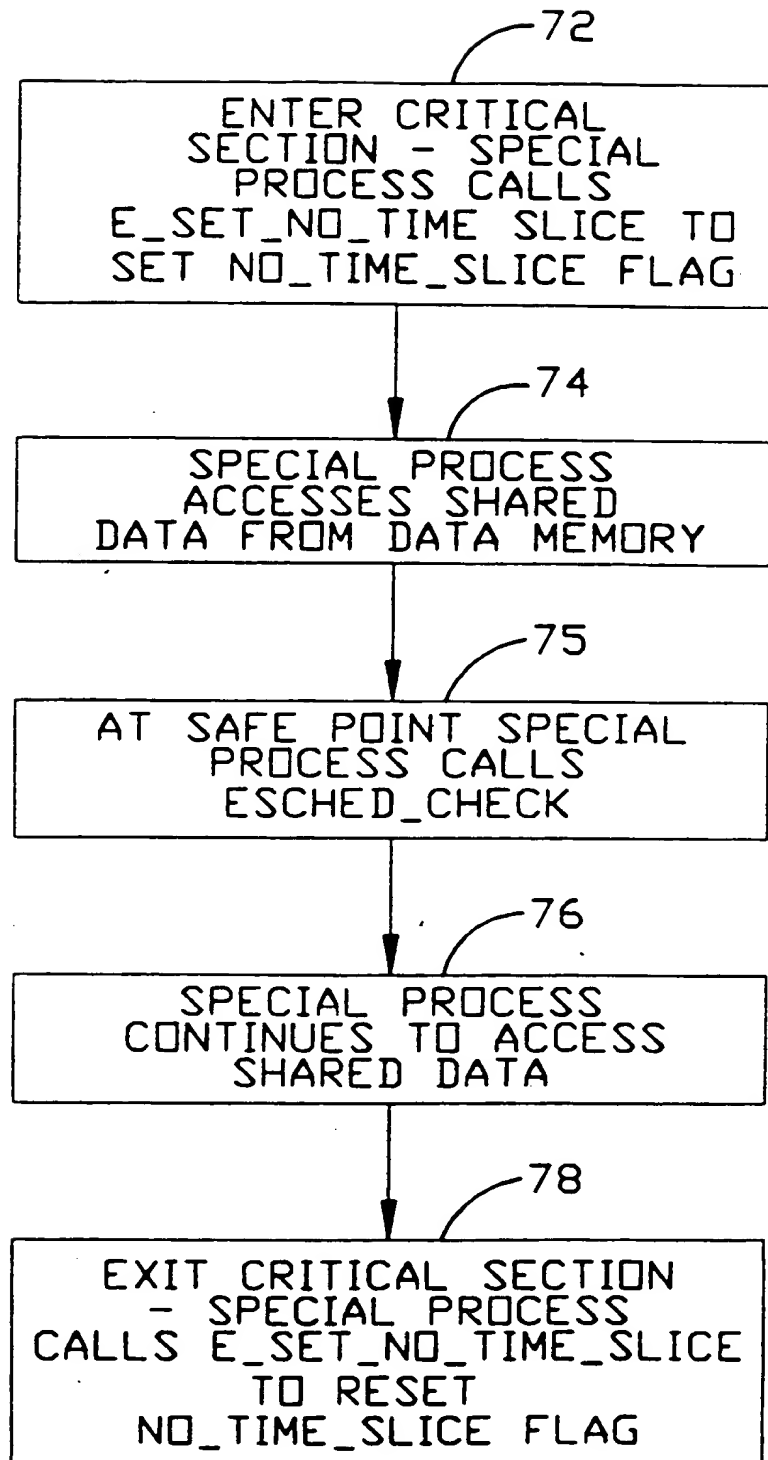 72
ENTER CRITICAL
SECTION - SPECIAL
PROCESS CALLS
E_SET_NO_TIME SLICE TO
SET NO_TIME_SLICE FLAG
74
SPECIAL PROCESS
ACCESSES SHARED
DATA FROM DATA MEMORY
75
AT SAFE POINT SPECIAL
PROCESS CALLS
ESCHED_CHECK
76
SPECIAL PROCESS
CONTINUES TO ACCESS
SHARED DATA
78
EXIT CRITICAL SECTION
- SPECIAL PROCESS
CALLS E_SET_NO_TIME_SLICE
TO RESET
NO_TIME_SLICE FLAG